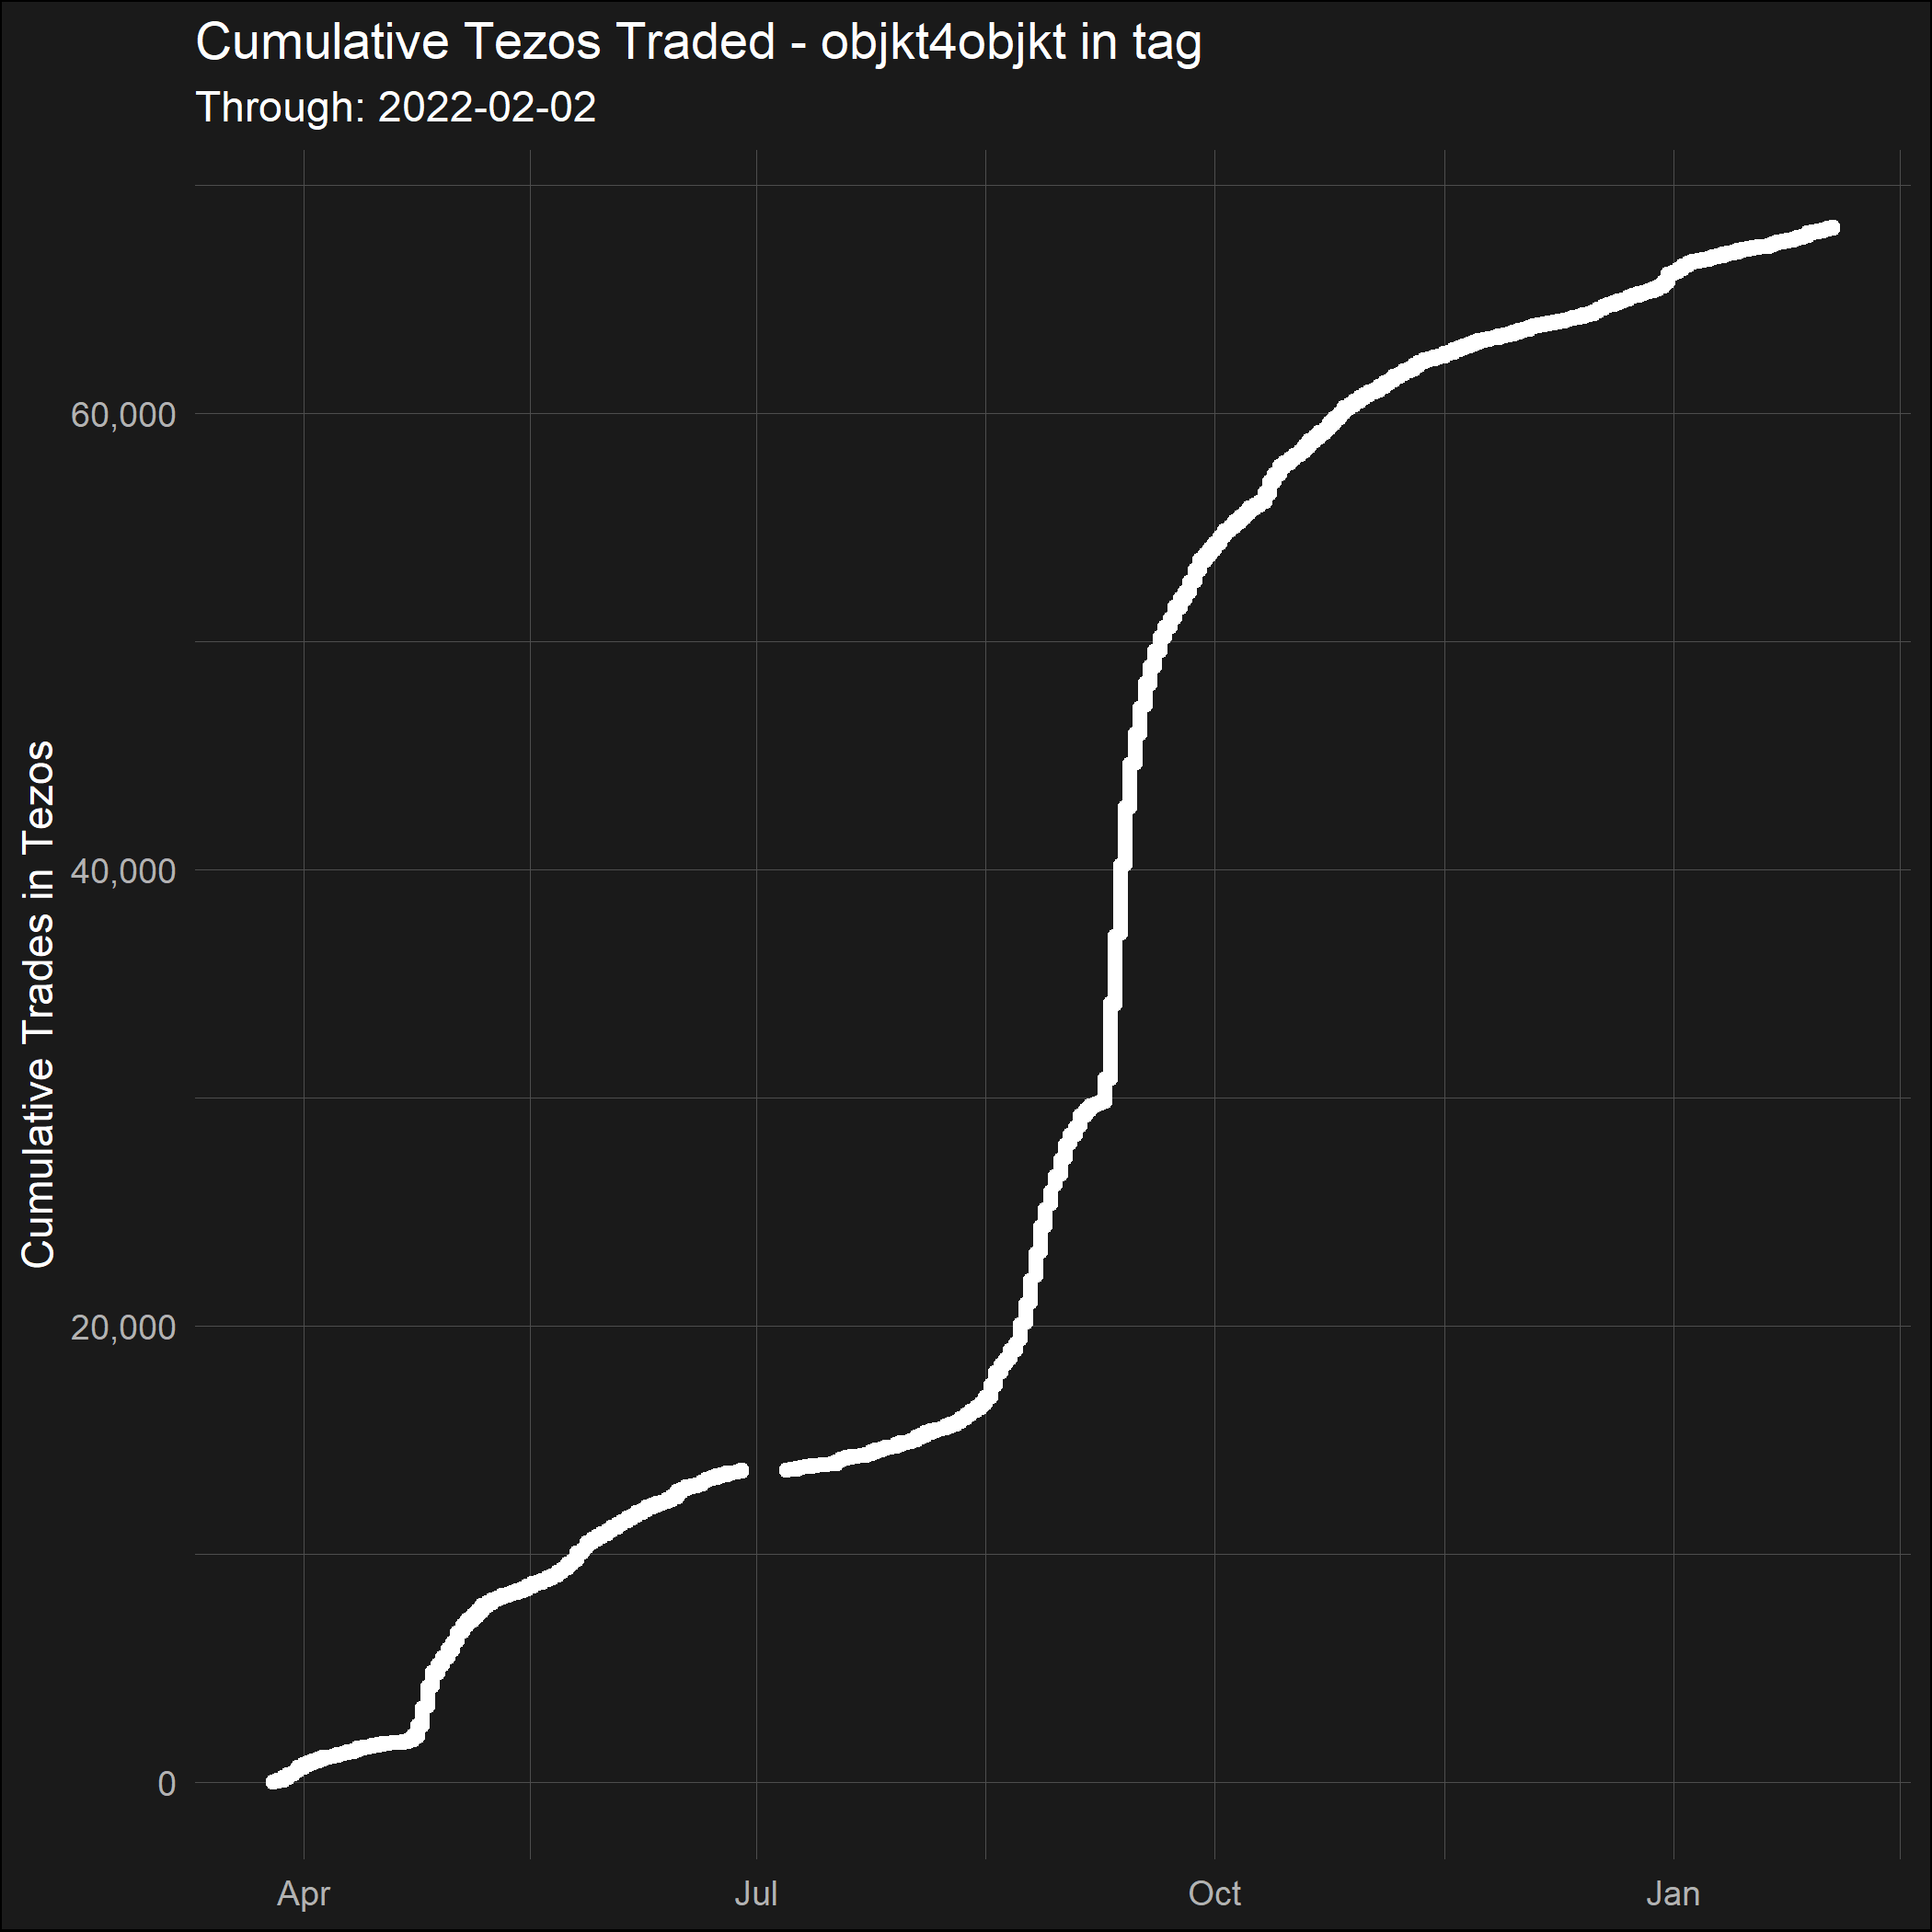 Cumulative Tezos Traded - objkt4objkt in tag
Through: 2022-02-02
Cumulative Trades in Tezos
60,000
40,000
20,000
0
Apr
Jul
Oct
Jan